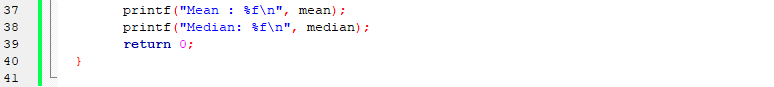 37 printf("Mean : %f\n", mean);
38 printf("Median: %f\n", median);
39 return 0;
40 }
41